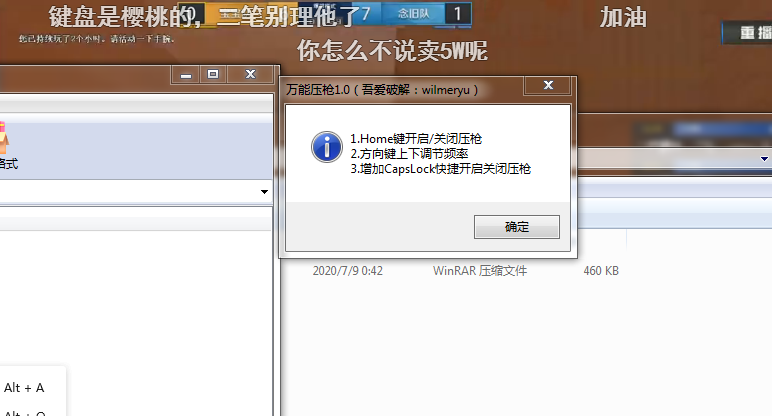 键盘是樱桃的，三笔别理他了
7
念旧队
1
加油
重播
您已持续玩了2个小时。请活动一下手腕。
你怎么不说卖5W呢
万能压枪1.0（吾爱破解：wilmeryu）
1.Home键开启/关闭压枪
2.方向键上下调节频率
3.增加CapsLock快捷开启关闭压枪
确定
格式
2020/7/9 0:42
WinRAR 压缩文件
460 KB
Alt + A